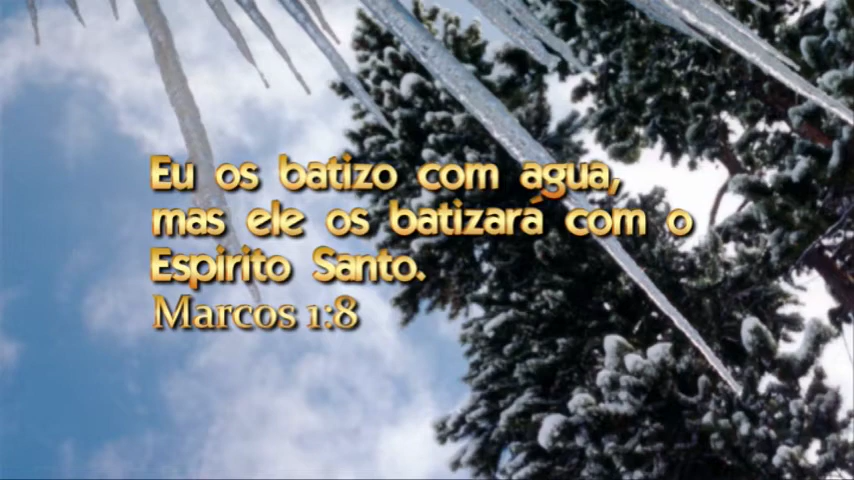 Eu os batizo com agua,
mas ele os batizará com o
Espirito Santo.
Marcos 1:8